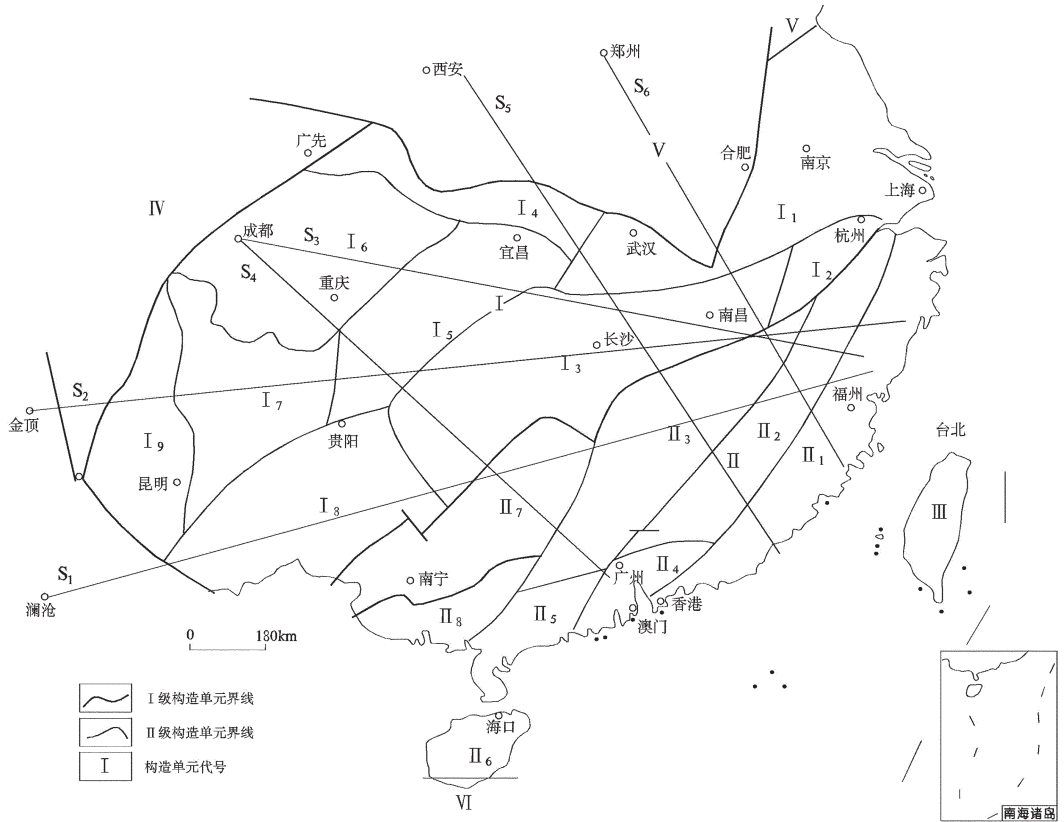 V
郑州
西安
S₆
S₅
广先
V
合肥
南京
上海
Ⅳ
Ⅰ₄
Ⅰ₁
成都
S₃
Ⅰ₆
宜昌
武汉
杭州
S₄
重庆
Ⅰ₂
Ⅰ
南昌
Ⅰ₅
长沙
Ⅰ₃
S₂
金顶
Ⅰ₇
福州
Ⅰ₉
贵阳
Ⅱ₃
Ⅱ₂
台北
昆明
Ⅱ
Ⅱ₁
Ⅰ₈
Ⅱ₇
Ⅲ
S₁
澜沧
南宁
广州
Ⅱ₄
Ⅱ₈
Ⅱ₅
香港
澳门
0 180km
Ⅰ级构造单元界线
Ⅱ级构造单元界线
Ⅰ 构造单元代号
海口
Ⅱ₆
Ⅵ
南海诸岛